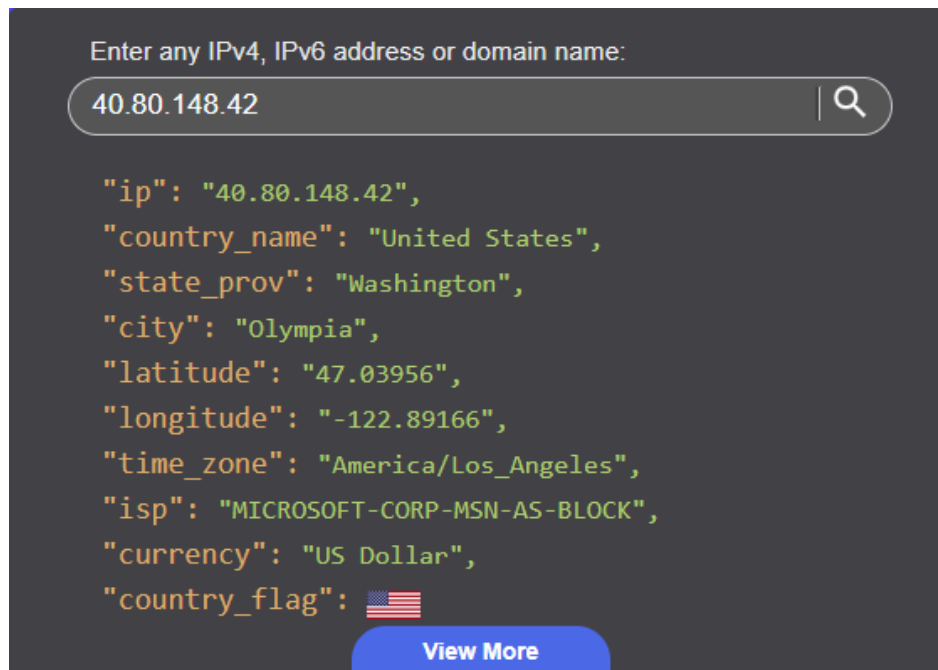 Enter any IPv4, IPv6 address or domain name:
40.80.148.42
"ip": "40.80.148.42",
"country_name": "United States",
"state_prov": "Washington",
"city": "Olympia",
"latitude": "47.03956",
"longitude": "-122.89166",
"time_zone": "America/Los_Angeles",
"isp": "MICROSOFT-CORP-MSN-AS-BLOCK",
"currency": "US Dollar",
"country_flag":
View More